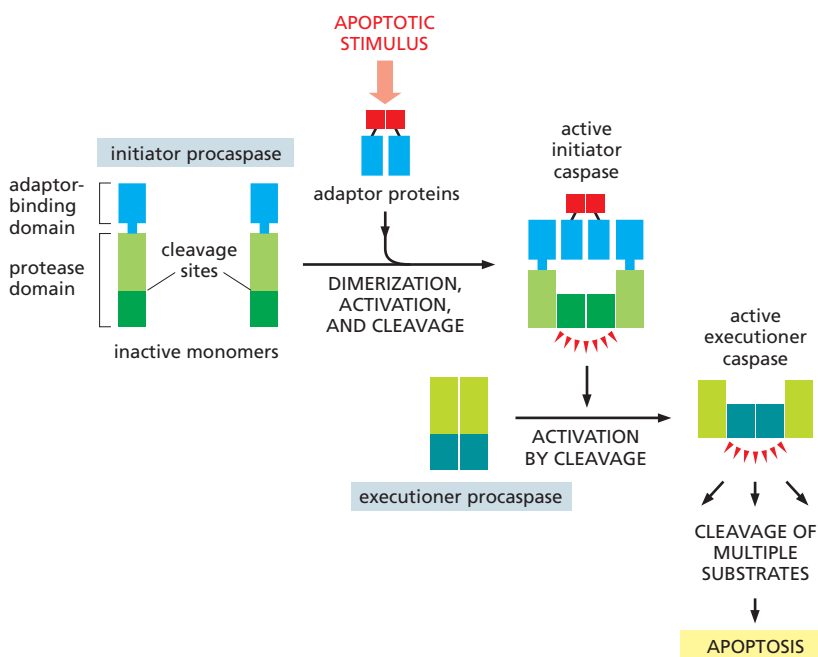 APOPTOTIC
STIMULUS
initiator procaspase
adaptor-
binding
domain
protease
domain
cleavage
sites
inactive monomers
adaptor proteins
DIMERIZATION,
ACTIVATION,
AND CLEAVAGE
active
initiator
caspase
executioner procaspase
ACTIVATION
BY CLEAVAGE
active
executioner
caspase
CLEAVAGE OF
MULTIPLE
SUBSTRATES
APOPTOSIS